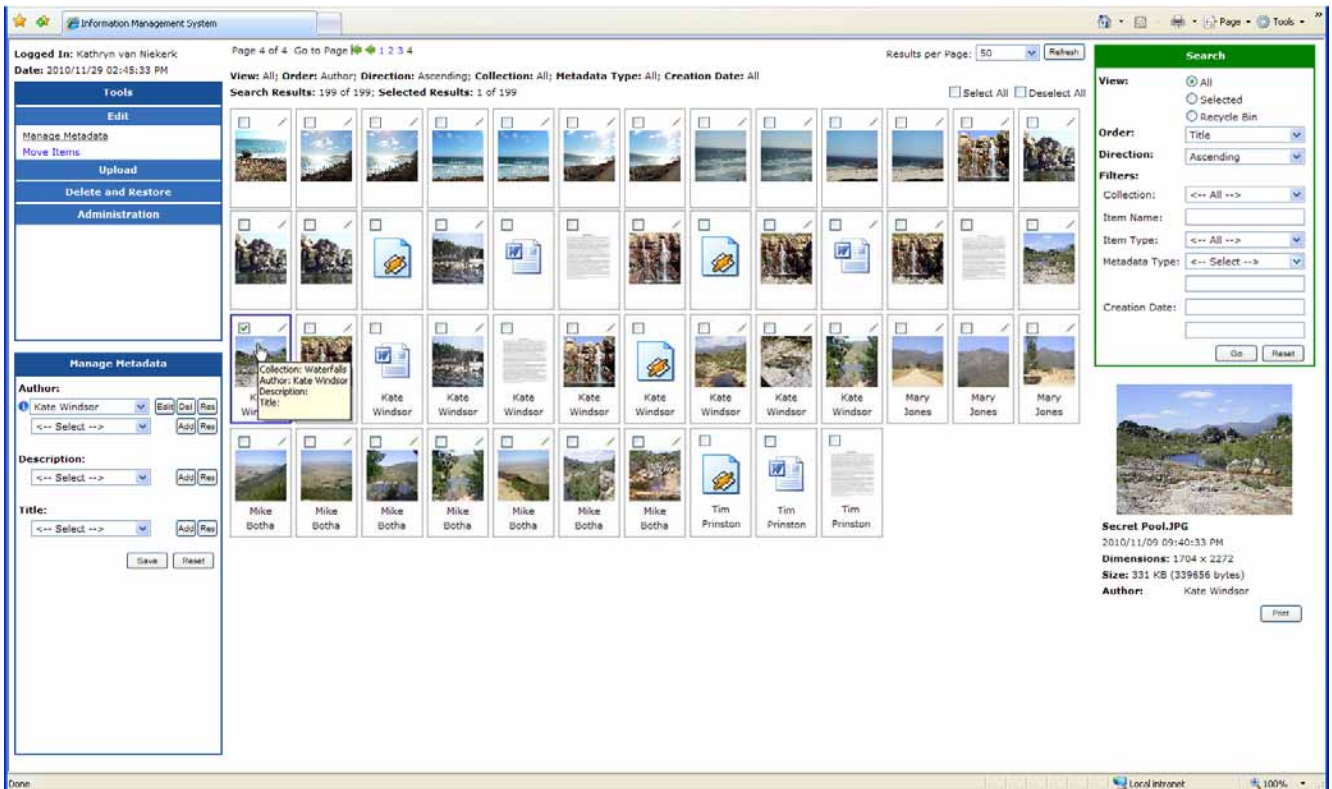 Information Management System
Page
Tools
Logged In: Kathryn van Niekerk
Date: 2010/11/29 02:45:33 PM
Tools
Edit
Manage Metadata
Move Items
Upload
Delete and Restore
Administration
Manage Metadata
Author:
Kate Windsor
Edit Del Res
<-- Select -->
Add Res
Description:
<-- Select -->
Add Res
Title:
<-- Select -->
Add Res
Save Reset
Page 4 of 4 Go to Page 1 2 3 4
Results per Page: 50 Refresh
View: All; Order: Author; Direction: Ascending; Collection: All; Metadata Type: All; Creation Date: All
Search Results: 199 of 199; Selected Results: 1 of 199
Select All Deselect All
Collection: Waterfalls
Author: Kate Windsor
Description:
Title:
Kate Windsor
Kate Windsor
Kate Windsor
Kate Windsor
Kate Windsor
Kate Windsor
Kate Windsor
Kate Windsor
Mary Jones
Mary Jones
Mary Jones
Mike Botha
Mike Botha
Mike Botha
Mike Botha
Mike Botha
Mike Botha
Mike Botha
Tim Prinston
Tim Prinston
Tim Prinston
Search
View:
All
Selected
Recycle Bin
Order: Title
Direction: Ascending
Filters:
Collection: <-- All -->
Item Name:
Item Type: <-- All -->
Metadata Type: <-- Select -->
Creation Date:
Go Reset
Secret Pool.JPG
2010/11/09 09:40:33 PM
Dimensions: 1704 x 2272
Size: 331 KB (339656 bytes)
Author: Kate Windsor
Print
Done
Local intranet
100%